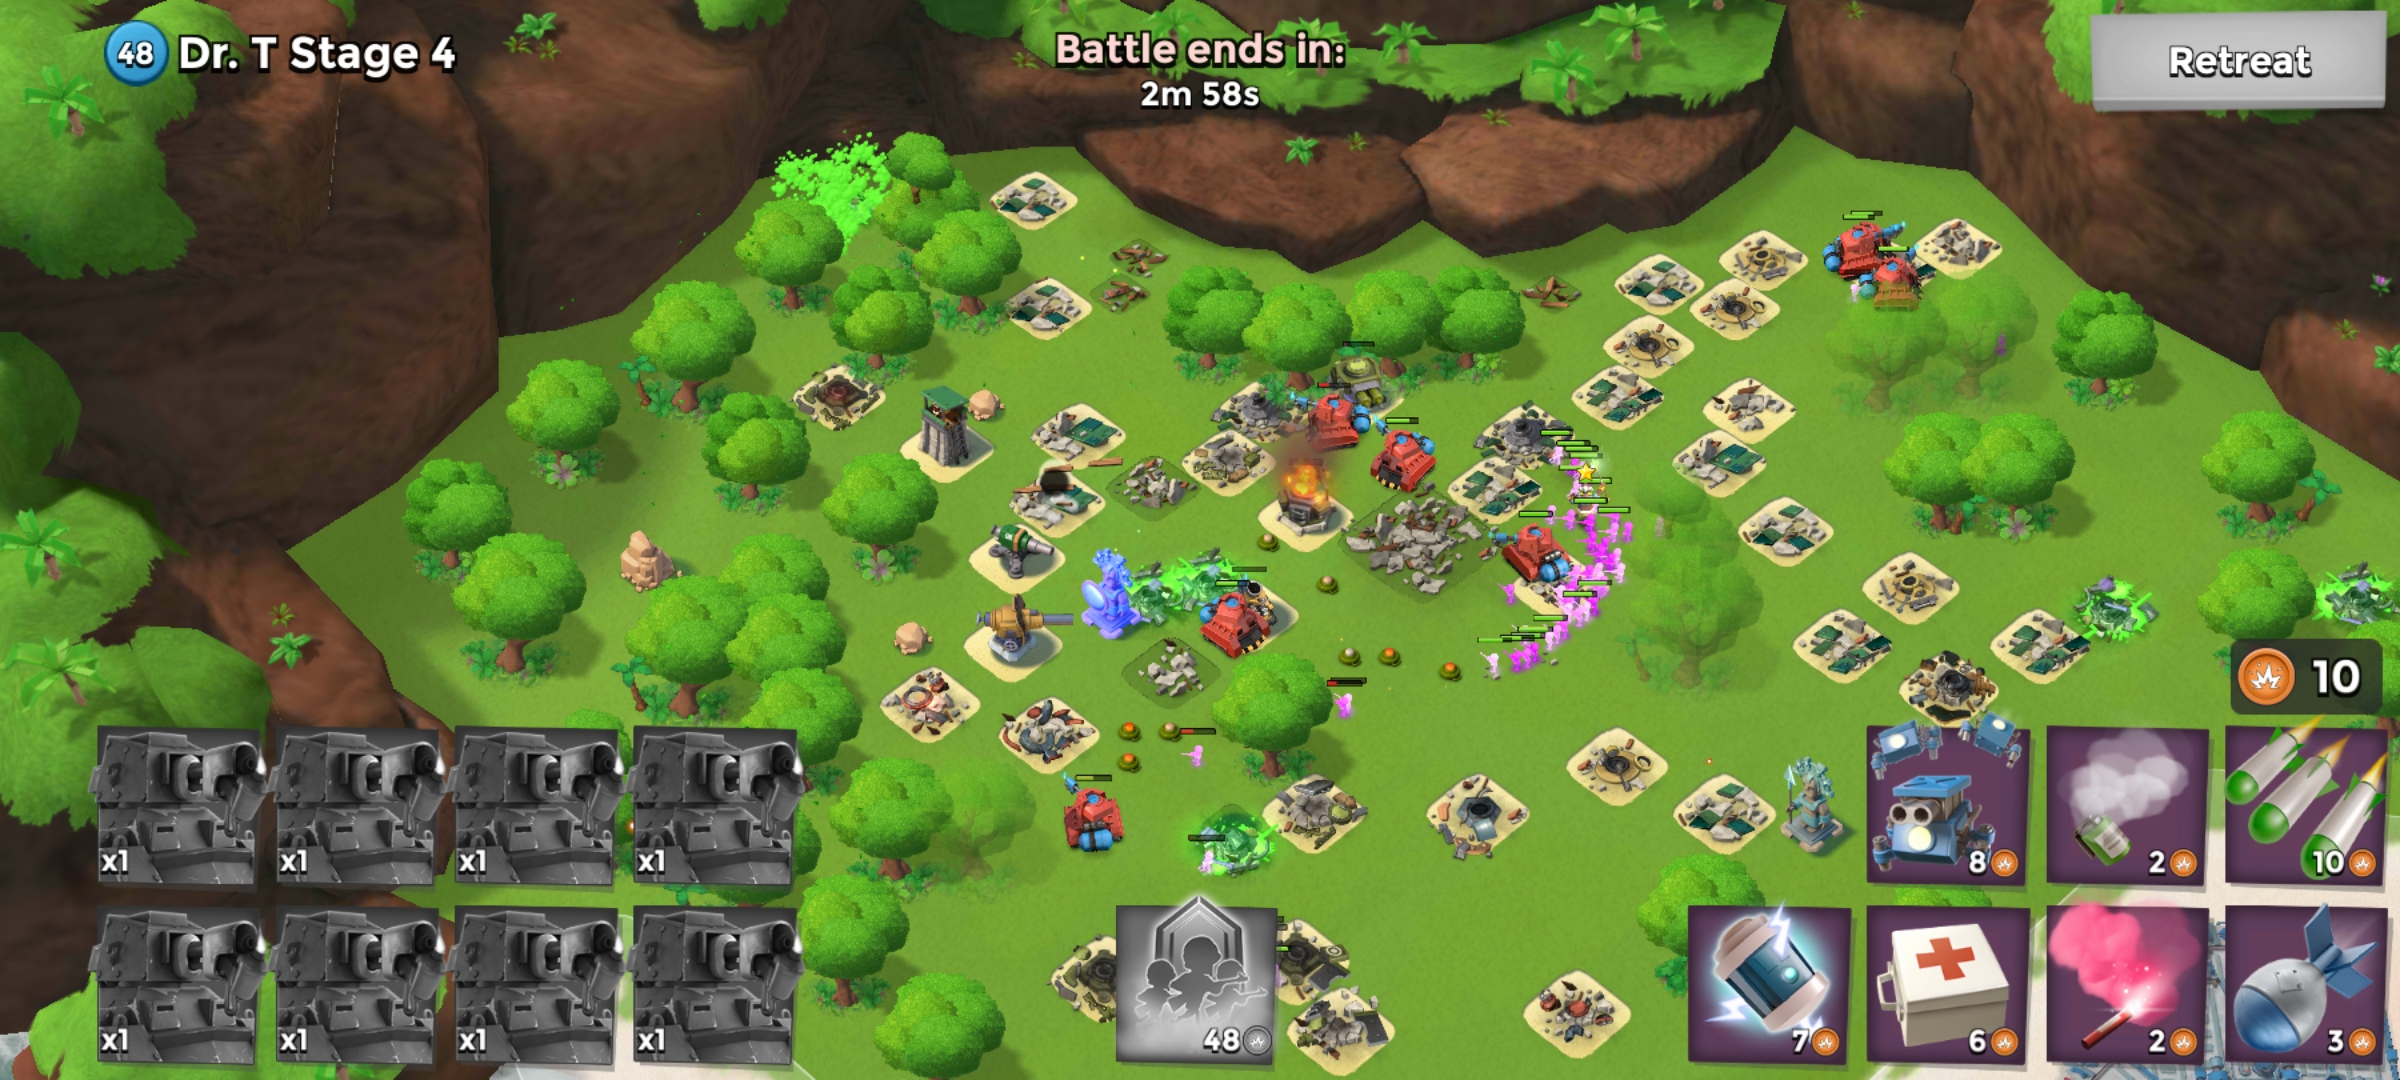 48 Dr. T Stage 4
Battle ends in:
2m 58s
Retreat
10
x1 x1 x1 x1
8 2 10
x1 x1 x1 x1
48
7 6 2 3